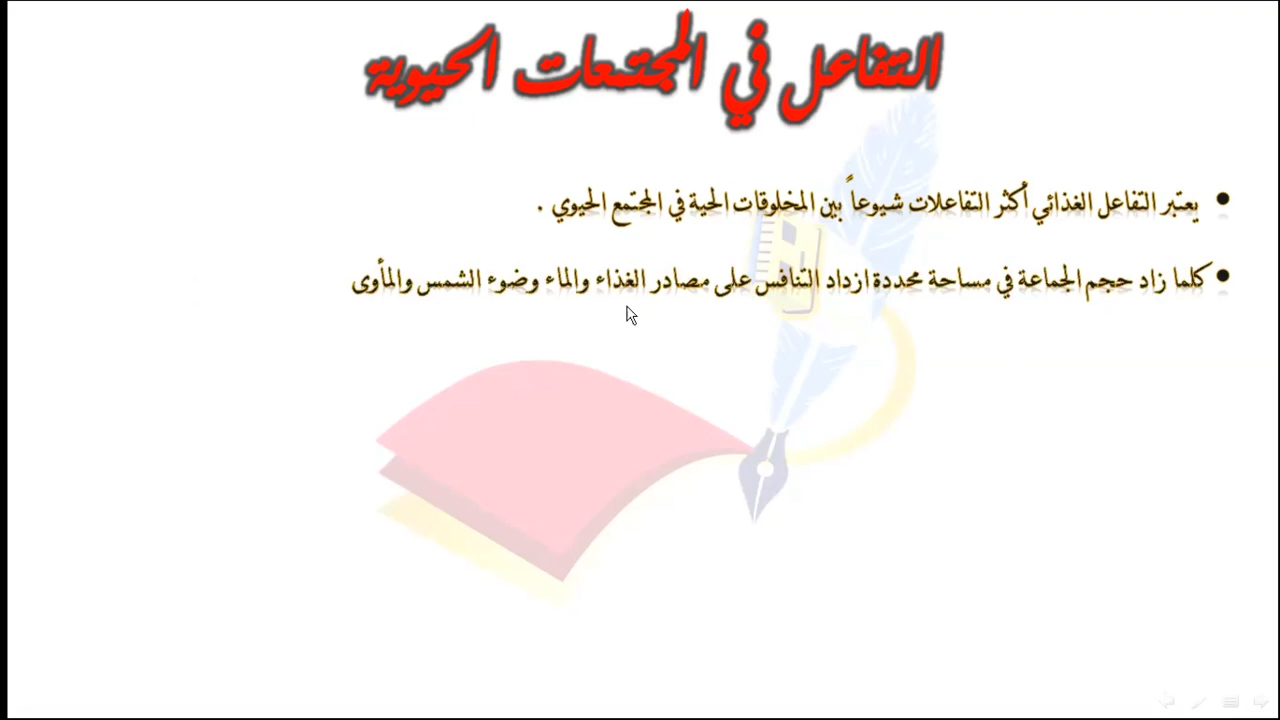 التفاعل في المجتمعات الحيوية
• يعتبر التفاعل الغذائي أكثر التفاعلات شيوعاً بين المخلوقات الحية في المجتمع الحيوي .
• كلما زاد حجم الجماعة في مساحة محددة ازداد التنافس على مصادر الغذاء والماء وضوء الشمس والمأوى